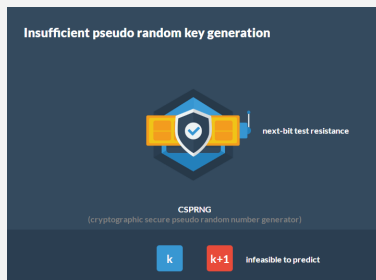 Insufficient pseudo random key generation
next-bit test resistance
CSPRNG
(cryptographic secure pseudo random number generator)
k k+1 infeasible to predict